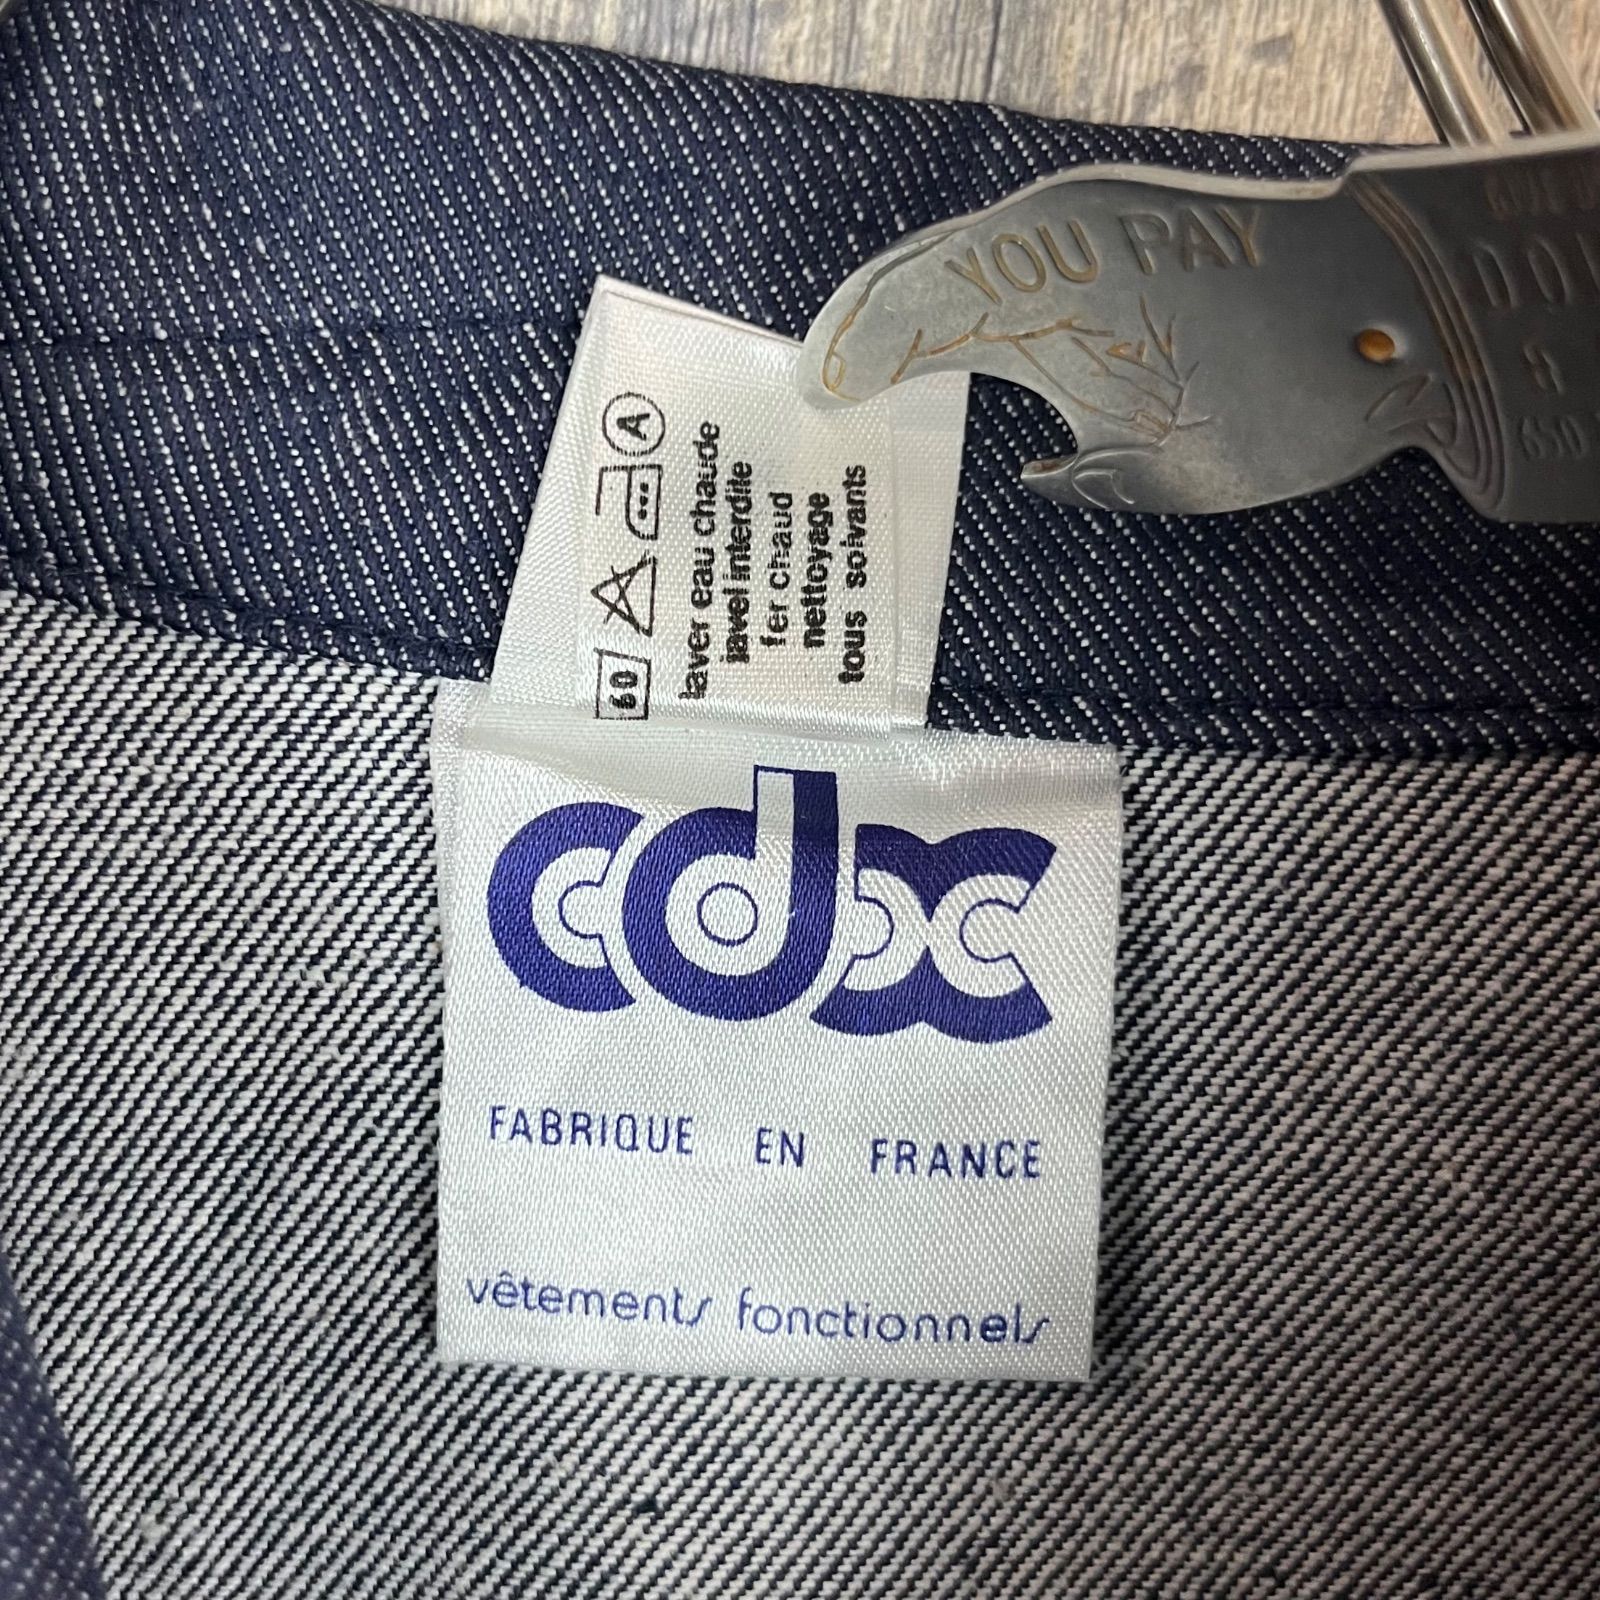 YOU PAY
A
60
laver eau chaude
javel interdite
fer chaud
nettoyage
tous solvants
cdx
FABRIQUE EN FRANCE
vêtements fonctionnels